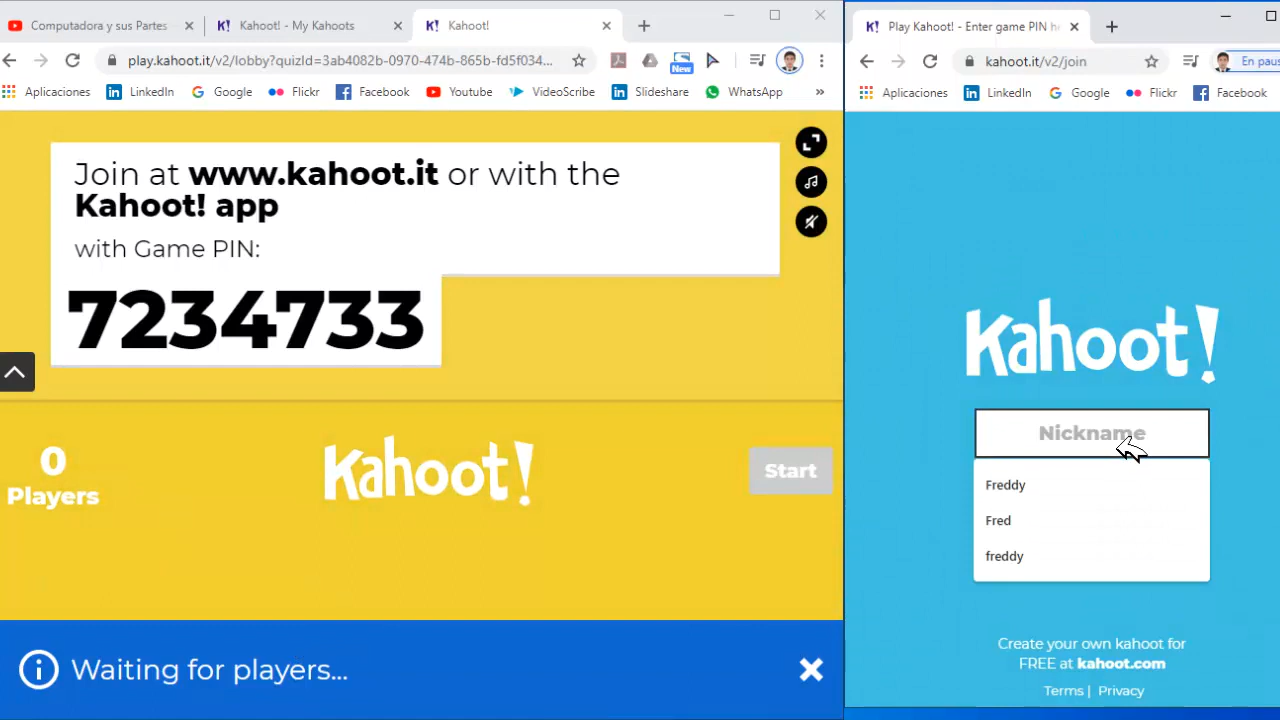 Computadora y sus Partes
Kahoot! - My Kahoots
Kahoot!
play.kahoot.it/v2/lobby?quizId=3ab4082b-0970-474b-865b-fd5f034...
New
Aplicaciones
LinkedIn
Google
Flickr
Facebook
Youtube
VideoScribe
Slideshare
WhatsApp
»
Join at www.kahoot.it or with the
Kahoot! app
with Game PIN:
7234733
0
Players
Kahoot!
Start
Waiting for players...
Play Kahoot! - Enter game PIN he
kahoot.it/v2/join
En paus
Aplicaciones
LinkedIn
Google
Flickr
Facebook
Kahoot!
Nickname
Freddy
Fred
freddy
Create your own kahoot for
FREE at kahoot.com
Terms | Privacy